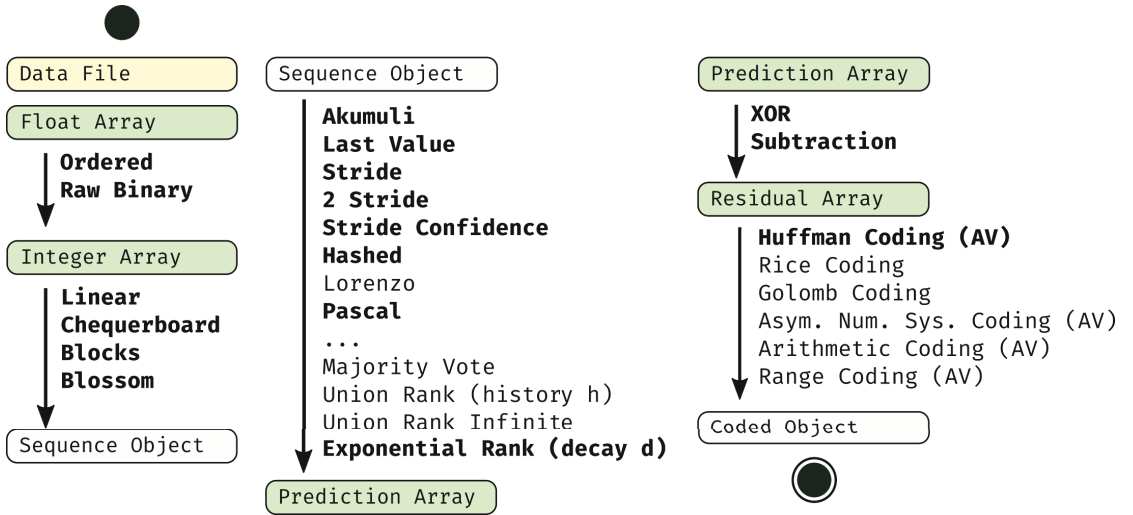 Data File
Float Array
Ordered
Raw Binary
Integer Array
Linear
Chequerboard
Blocks
Blossom
Sequence Object
Sequence Object
Akumuli
Last Value
Stride
2 Stride
Stride Confidence
Hashed
Lorenzo
Pascal
...
Majority Vote
Union Rank (history h)
Union Rank Infinite
Exponential Rank (decay d)
Prediction Array
Prediction Array
XOR
Subtraction
Residual Array
Huffman Coding (AV)
Rice Coding
Golomb Coding
Asym. Num. Sys. Coding (AV)
Arithmetic Coding (AV)
Range Coding (AV)
Coded Object